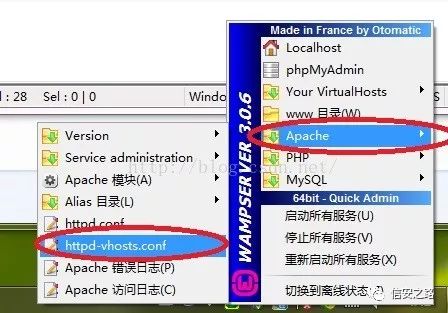 Made in France by Otomatic
Localhost
phpMyAdmin
Your VirtualHosts
www 目录(W)
Apache
PHP
MySQL
64bit - Quick Admin
启动所有服务(U)
停止所有服务(V)
重新启动所有服务(X)
切换到离线状态
WAMPSERVER 3.0.6
: 28 Sel : 0 | 0
Windo
S
Version
Service administration
Apache 模块(A)
Alias 目录(L)
httpd.conf
httpd-vhosts.conf
Apache 错误日志(P)
Apache 访问日志(C)
http://blog.csdn.net/
信安之路